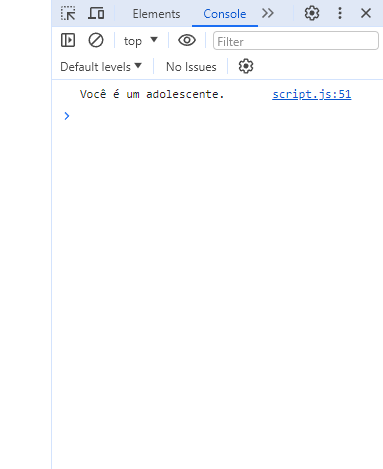 Elements Console
top Filter
Default levels No Issues
Você é um adolescente. script.js:51